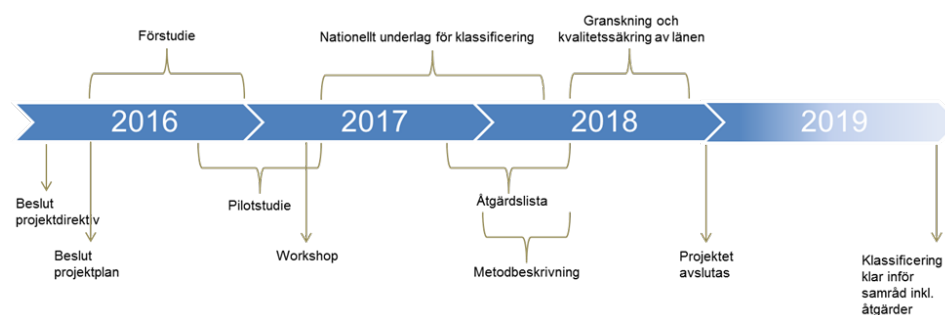 Förstudie
Nationellt underlag för klassificering
Granskning och
kvalitetssäkring av länen
2016
2017
2018
2019
Beslut
projektdirektiv
Beslut
projektplan
Pilotstudie
Workshop
Åtgärdslista
Metodbeskrivning
Projektet
avslutas
Klassificering
klar inför
samråd inkl.
åtgärder